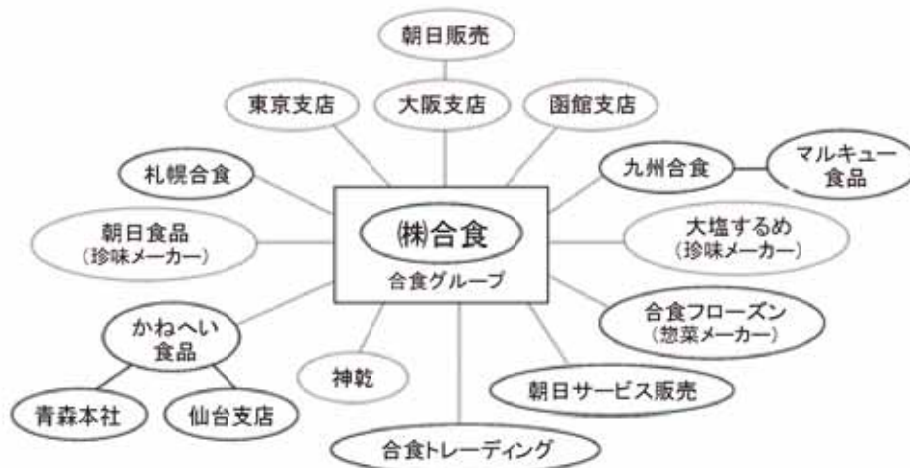 朝日販売
東京支店
大阪支店
函館支店
札幌合食
九州合食
マルキュー
食品
㈱合食
合食グループ
朝日食品
(珍味メーカー)
大塩するめ
(珍味メーカー)
かねへい
食品
合食フローズン
(惣菜メーカー)
神乾
朝日サービス販売
青森本社
仙台支店
合食トレーディング